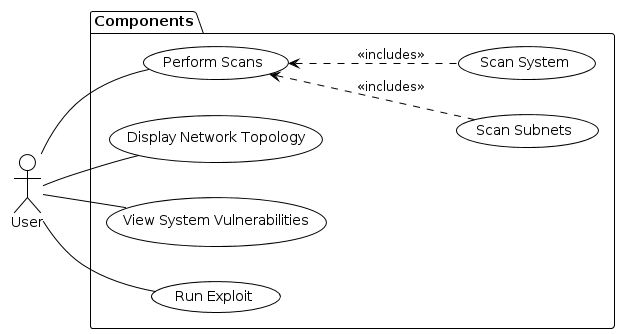 Components
Perform Scans
«includes»
Scan System
«includes»
Scan Subnets
Display Network Topology
View System Vulnerabilities
User
Run Exploit